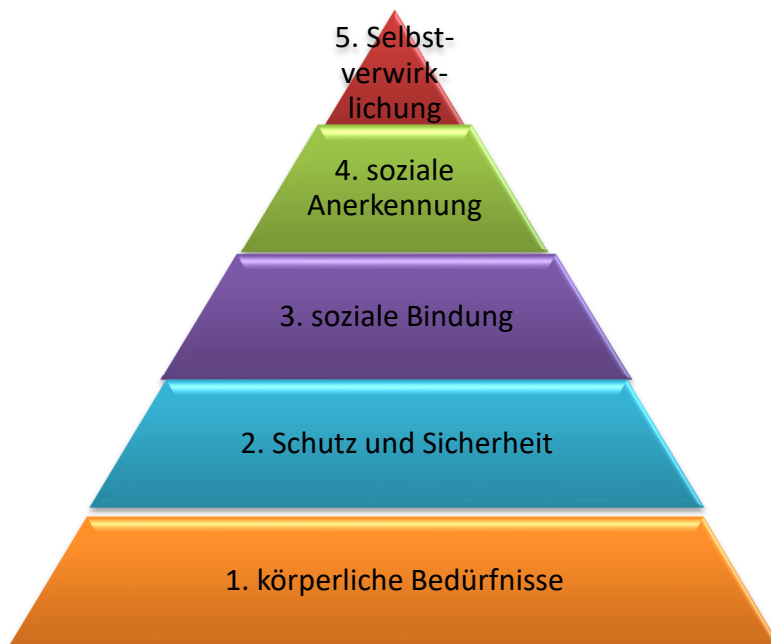 5. Selbst-
verwirk-
lichung
4. soziale
Anerkennung
3. soziale Bindung
2. Schutz und Sicherheit
1. körperliche Bedürfnisse